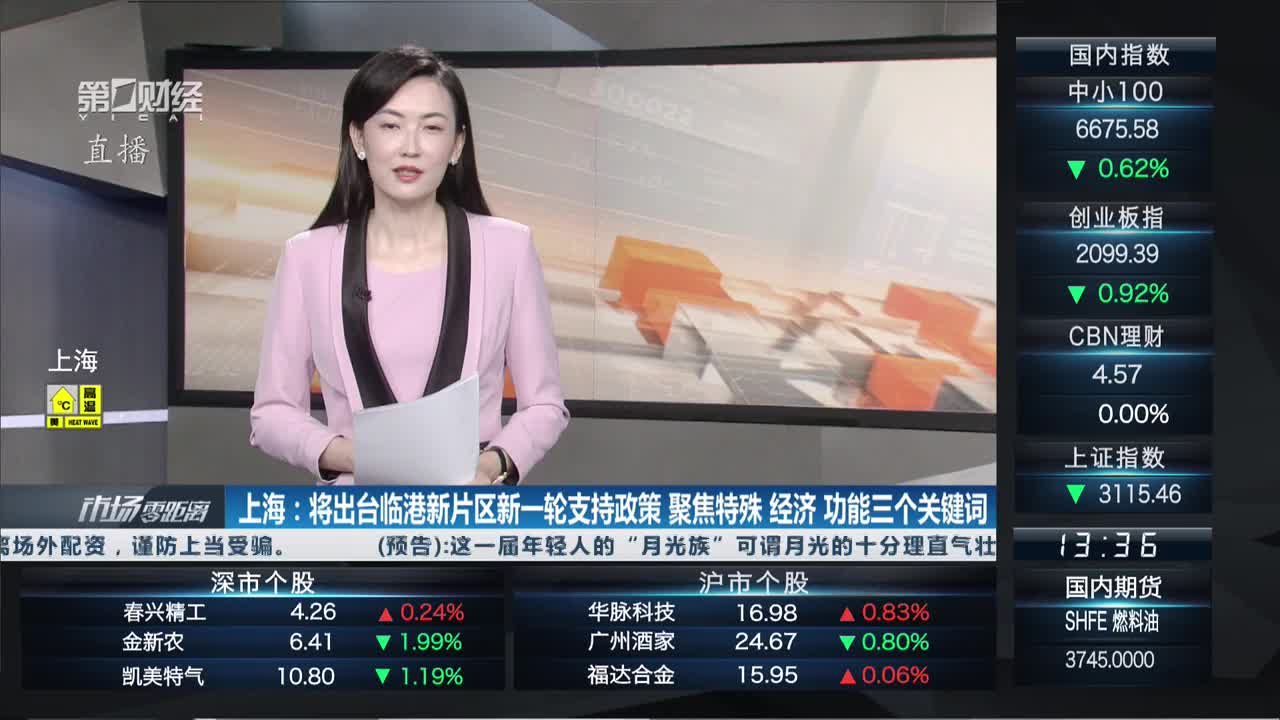 第一财经
YICAI
直播
上海
℃
高温
黄
HEAT WAVE
市场零距离
上海：将出台临港新片区新一轮支持政策 聚焦特殊 经济 功能三个关键词
离场外配资，谨防上当受骗。 (预告):这一届年轻人的“月光族”可谓月光的十分理直气壮
深市个股
春兴精工 4.26 ▲ 0.24%
金新农 6.41 ▼ 1.99%
凯美特气 10.80 ▼ 1.19%
沪市个股
华脉科技 16.98 ▲ 0.83%
广州酒家 24.67 ▼ 0.80%
福达合金 15.95 ▲ 0.06%
国内指数
中小100
6675.58
▼ 0.62%
创业板指
2099.39
▼ 0.92%
CBN理财
4.57
0.00%
上证指数
▼ 3115.46
13:36
国内期货
SHFE 燃料油
3745.0000